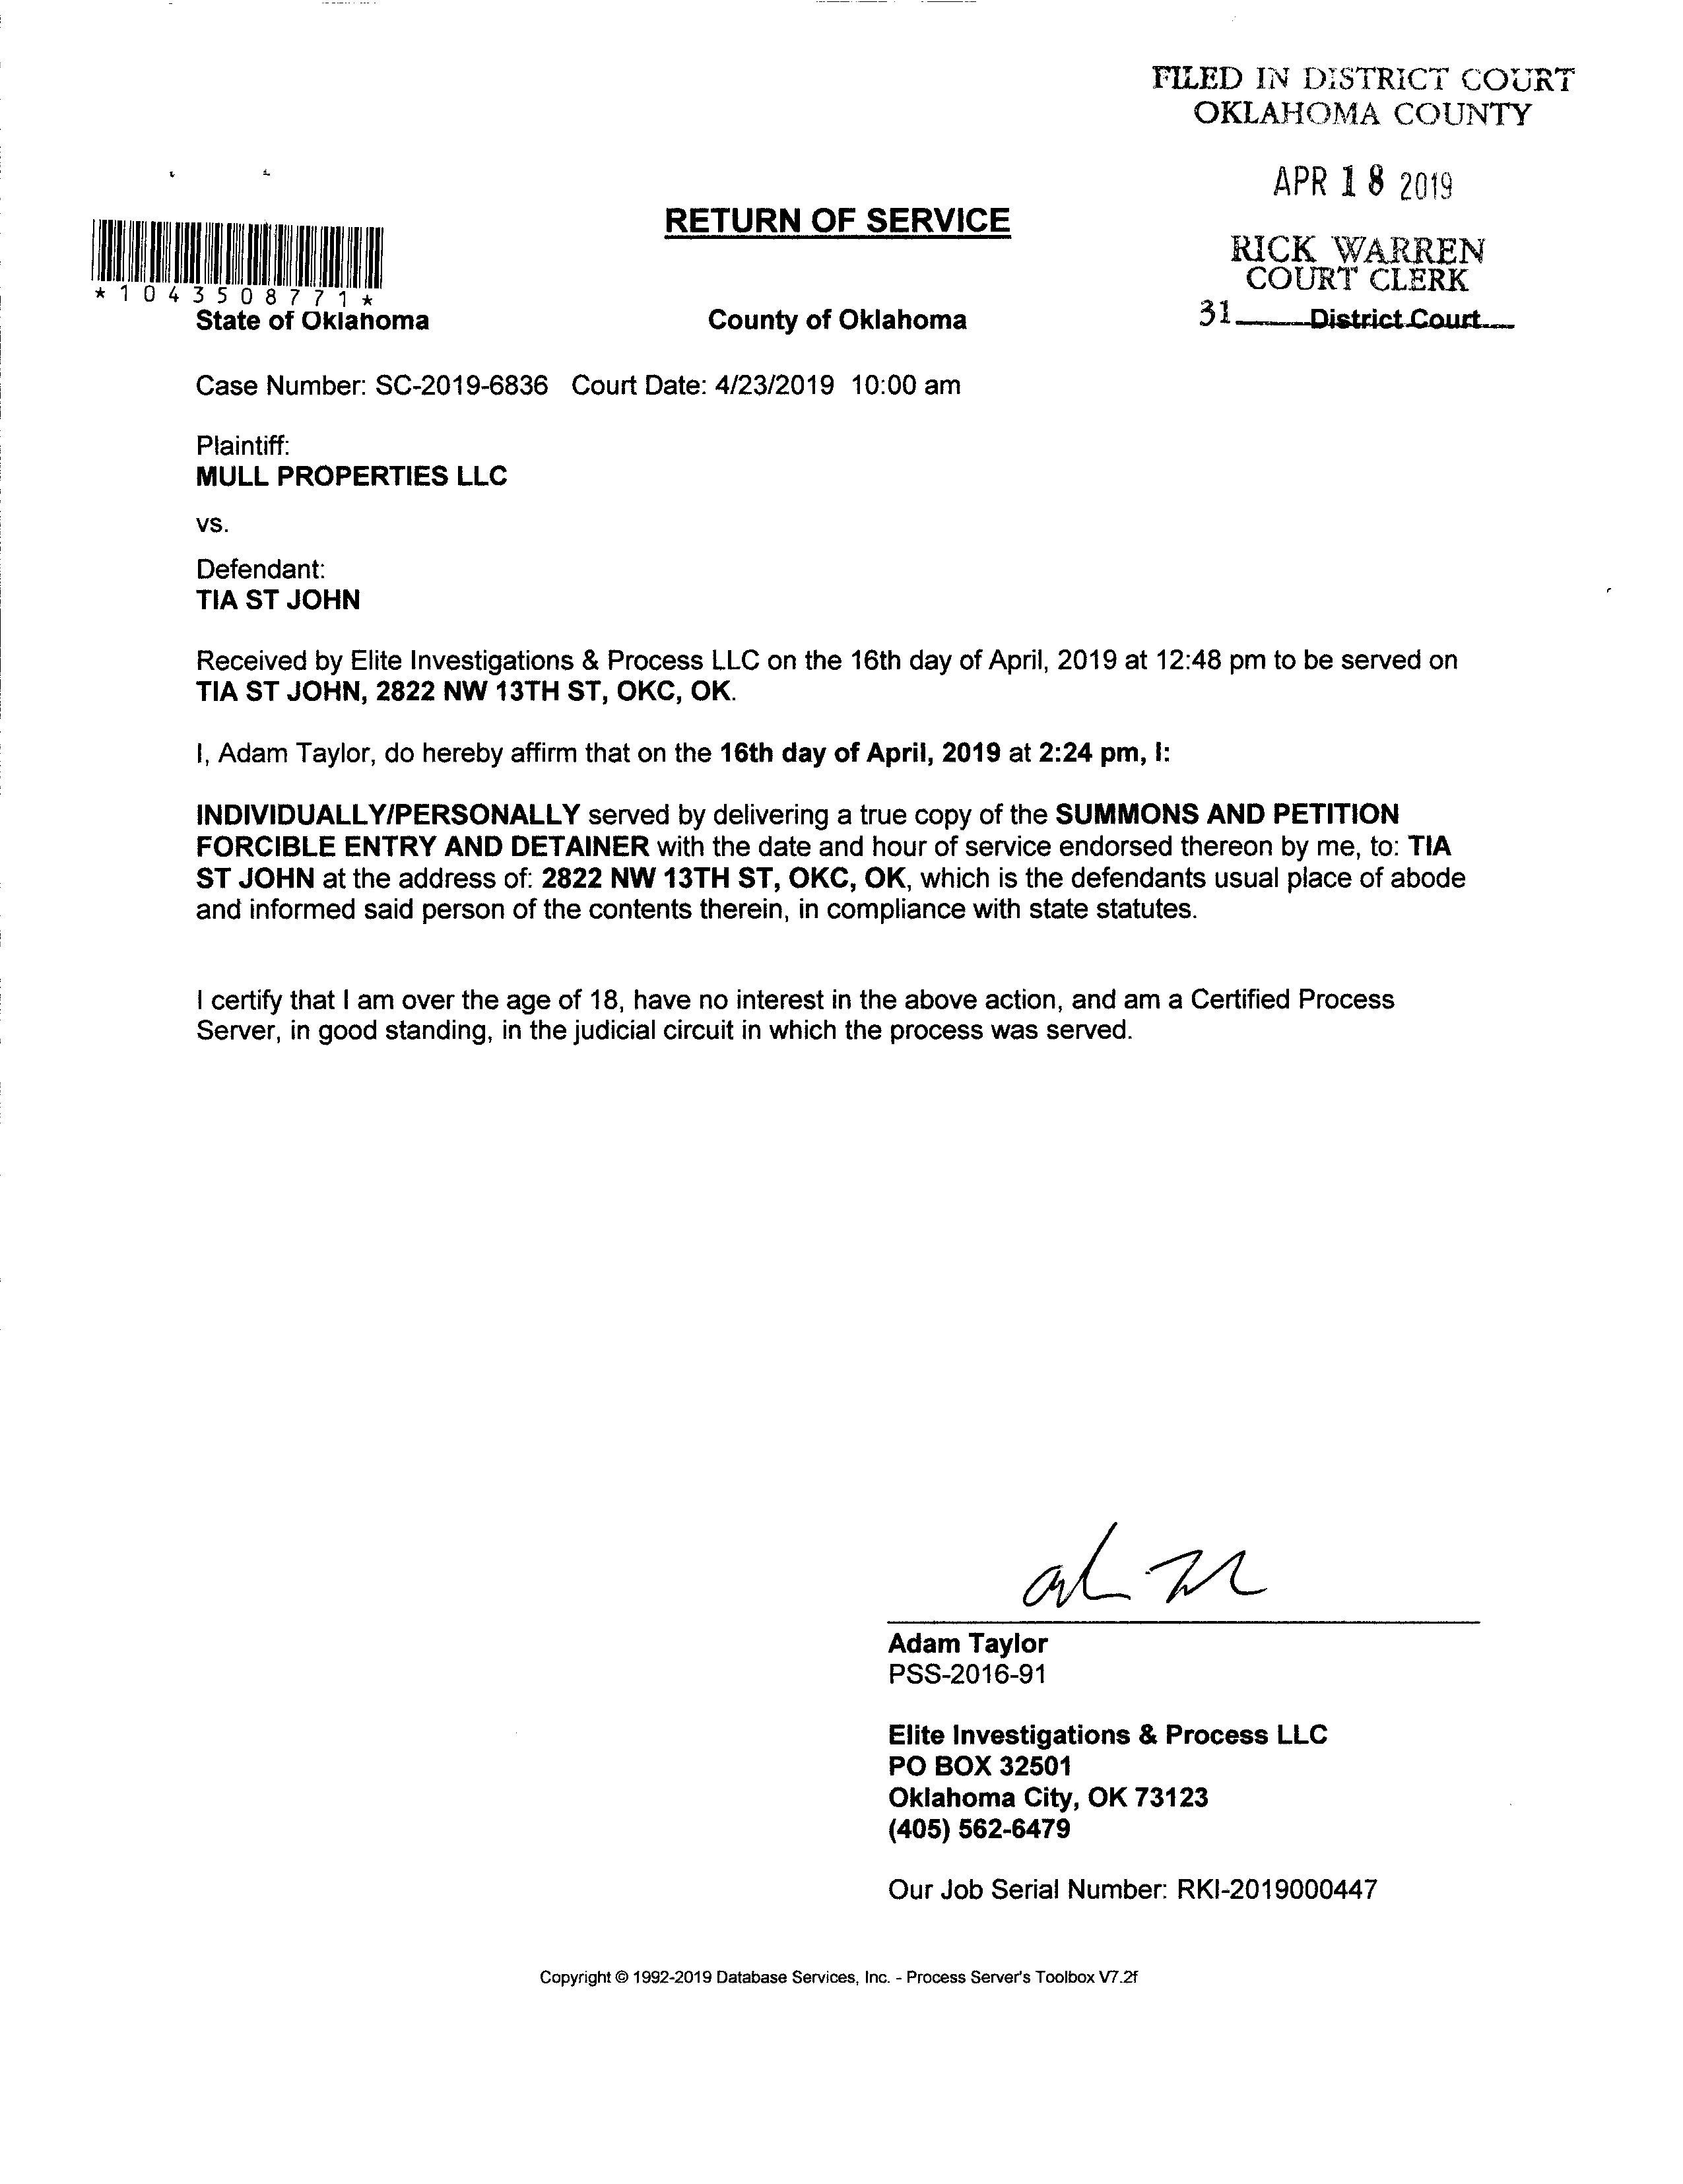 FILED IN DISTRICT COURT
OKLAHOMA COUNTY
APR 18 2019
RICK WARREN
COURT CLERK
31 District Court
RETURN OF SERVICE
*1043508771*
State of Oklahoma County of Oklahoma
Case Number: SC-2019-6836 Court Date: 4/23/2019 10:00 am
Plaintiff:
MULL PROPERTIES LLC
vs.
Defendant:
TIA ST JOHN
Received by Elite Investigations & Process LLC on the 16th day of April, 2019 at 12:48 pm to be served on
TIA ST JOHN, 2822 NW 13TH ST, OKC, OK.
I, Adam Taylor, do hereby affirm that on the 16th day of April, 2019 at 2:24 pm, I:
INDIVIDUALLY/PERSONALLY served by delivering a true copy of the SUMMONS AND PETITION
FORCIBLE ENTRY AND DETAINER with the date and hour of service endorsed thereon by me, to: TIA
ST JOHN at the address of: 2822 NW 13TH ST, OKC, OK, which is the defendants usual place of abode
and informed said person of the contents therein, in compliance with state statutes.
I certify that I am over the age of 18, have no interest in the above action, and am a Certified Process
Server, in good standing, in the judicial circuit in which the process was served.
Adam Taylor
PSS-2016-91
Elite Investigations & Process LLC
PO BOX 32501
Oklahoma City, OK 73123
(405) 562-6479
Our Job Serial Number: RKI-2019000447
Copyright © 1992-2019 Database Services, Inc. - Process Server's Toolbox V7.2f